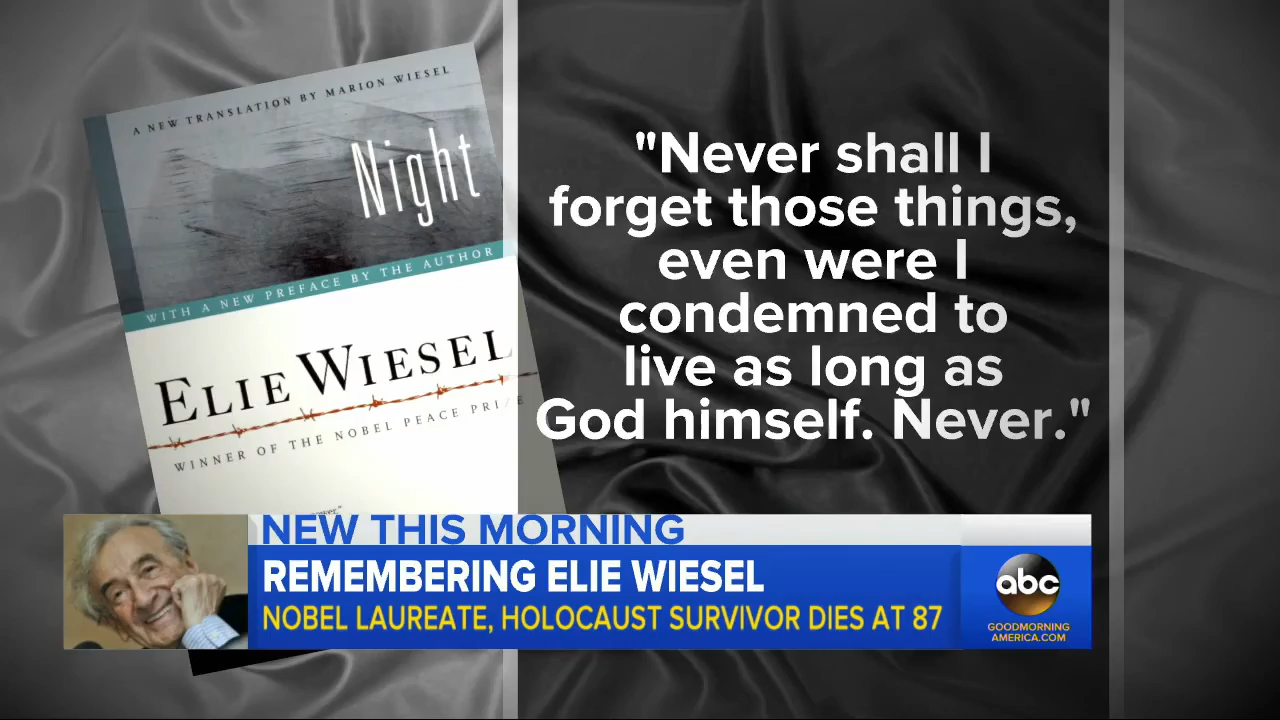 A NEW TRANSLATION BY MARION WIESEL
Night
WITH A NEW PREFACE BY THE AUTHOR
ELIE WIESEL
WINNER OF THE NOBEL PEACE PRIZE
"Never shall I
forget those things,
even were I
condemned to
live as long as
God himself. Never."
NEW THIS MORNING
REMEMBERING ELIE WIESEL
NOBEL LAUREATE, HOLOCAUST SURVIVOR DIES AT 87
abc
GOODMORNING
AMERICA.COM